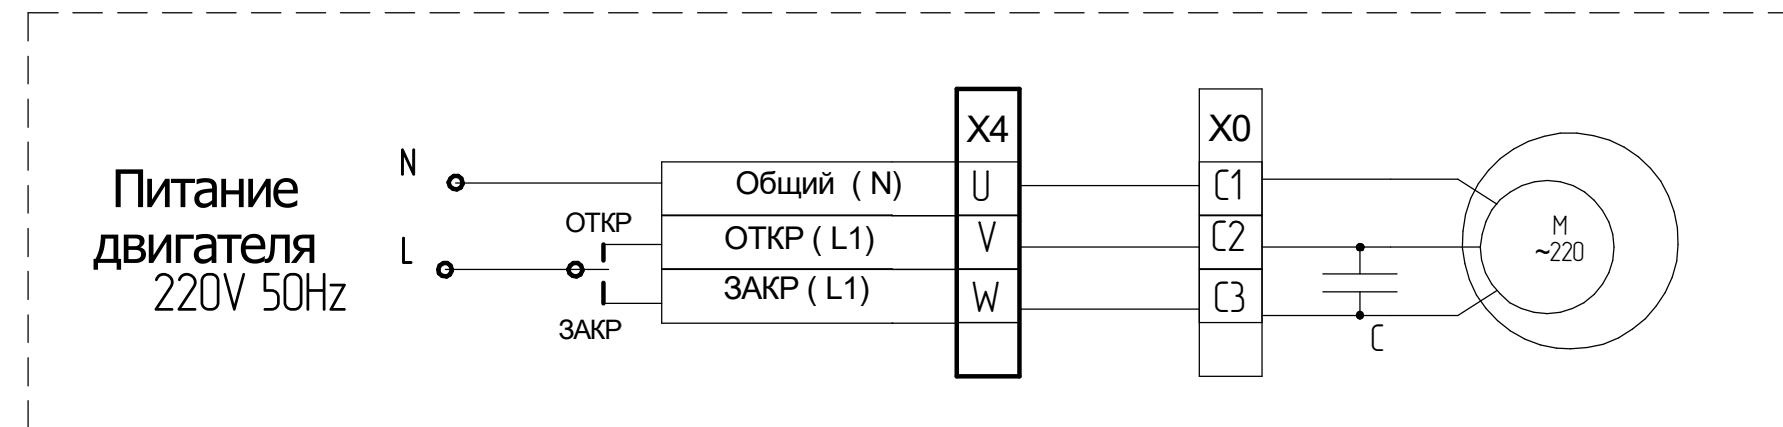 Питание
двигателя
220V 50Hz
N
L
ОТКР
ЗАКР
Общий ( N)
ОТКР ( L1)
ЗАКР ( L1)
X4
U
V
W
X0
C1
C2
C3
C
M
~220